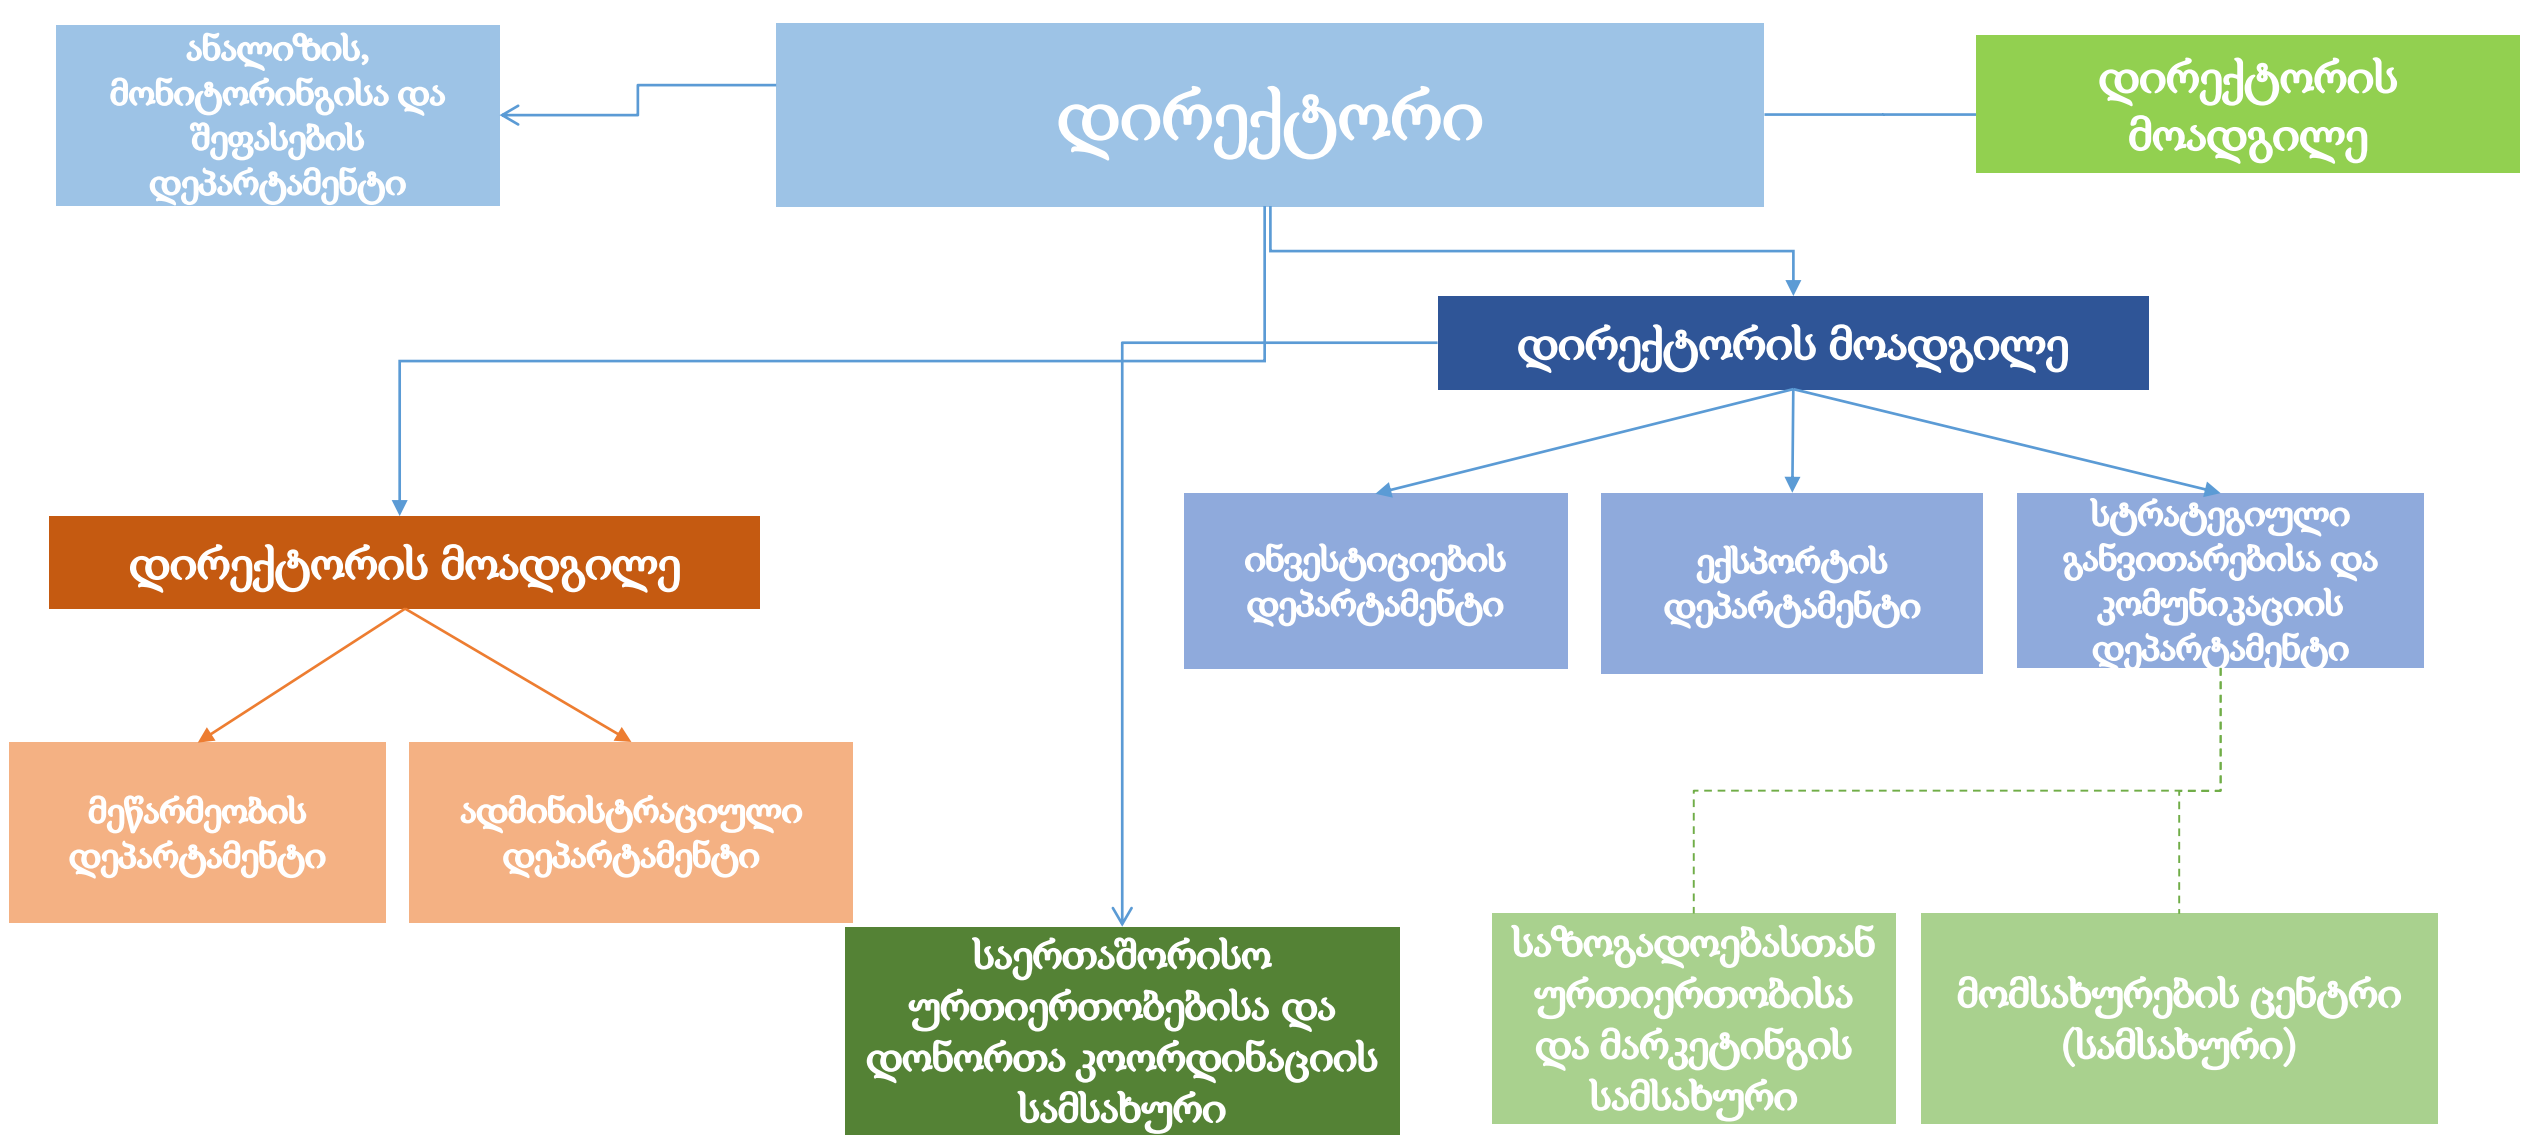 ანალიზის,
მონიტორინგისა და
შეფასების
დეპარტამენტი
დირექტორი
დირექტორის
მოადგილე
დირექტორის მოადგილე
დირექტორის მოადგილე
ინვესტიციების
დეპარტამენტი
ექსპორტის
დეპარტამენტი
სტრატეგიული
განვითარებისა და
კომუნიკაციის
დეპარტამენტი
მეწარმეობის
დეპარტამენტი
ადმინისტრაციული
დეპარტამენტი
საერთაშორისო
ურთიერთობებისა და
დონორთა კოორდინაციის
სამსახური
საზოგადოებასთან
ურთიერთობისა
და მარკეტინგის
სამსახური
მომსახურების ცენტრი
(სამსახური)